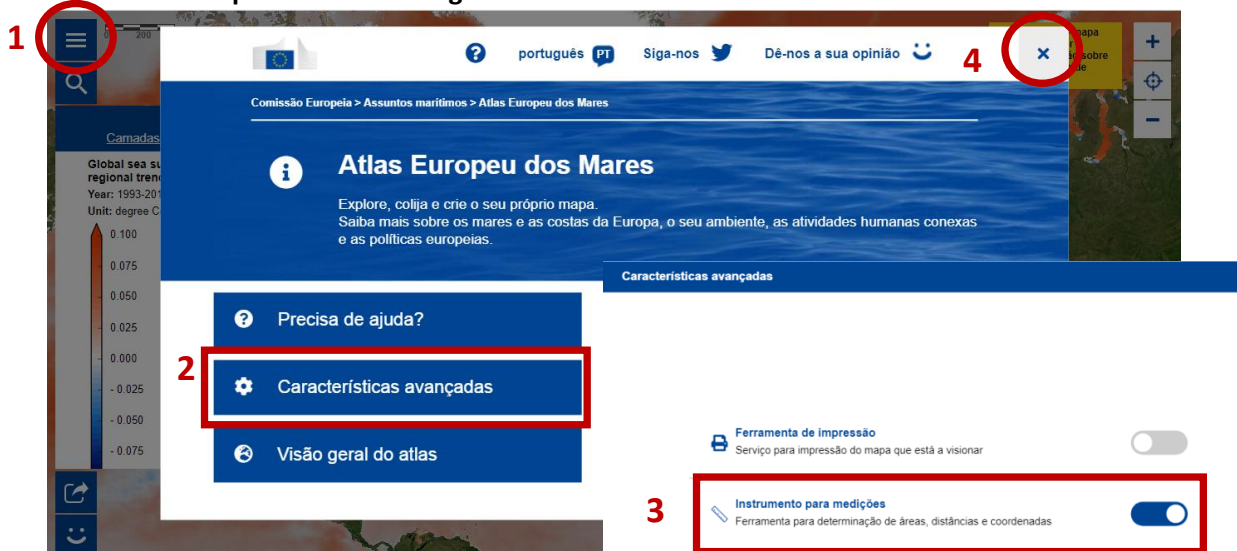 1
0 200
português PT
Siga-nos
Dê-nos a sua opinião
4
×
mapa
sobre
+
−
Comissão Europeia > Assuntos marítimos > Atlas Europeu dos Mares
Camadas
Atlas Europeu dos Mares
Explore, colija e crie o seu próprio mapa.
Saiba mais sobre os mares e as costas da Europa, o seu ambiente, as atividades humanas conexas
e as políticas europeias.
Global sea su
regional tren
Year: 1993-201
Unit: degree C
0.100
0.075
0.050
0.025
0.000
- 0.025
- 0.050
- 0.075
Precisa de ajuda?
2
Características avançadas
Visão geral do atlas
Características avançadas
Ferramenta de impressão
Serviço para impressão do mapa que está a visionar
3
Instrumento para medições
Ferramenta para determinação de áreas, distâncias e coordenadas